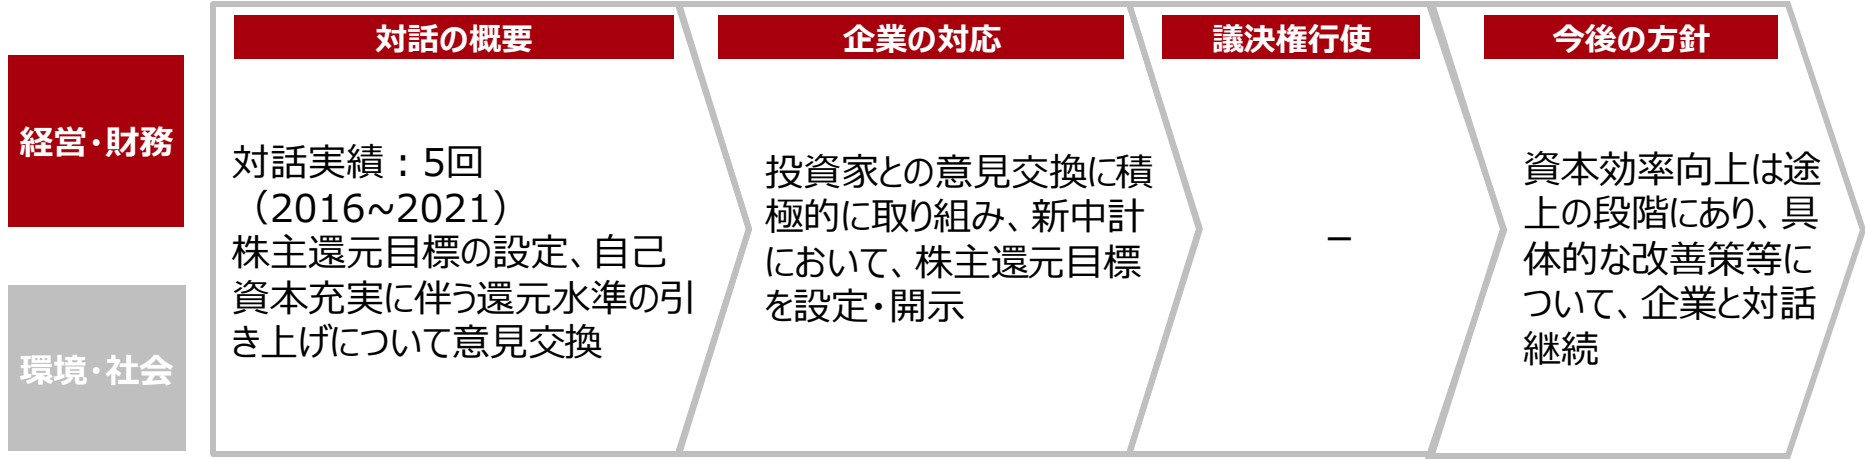 経営・財務
環境・社会
対話の概要
対話実績：5回
（2016~2021）
株主還元目標の設定、自己
資本充実に伴う還元水準の引
き上げについて意見交換
企業の対応
投資家との意見交換に積
極的に取り組み、新中計
において、株主還元目標
を設定・開示
議決権行使
－
今後の方針
資本効率向上は途
上の段階にあり、具
体的な改善策等に
ついて、企業と対話
継続